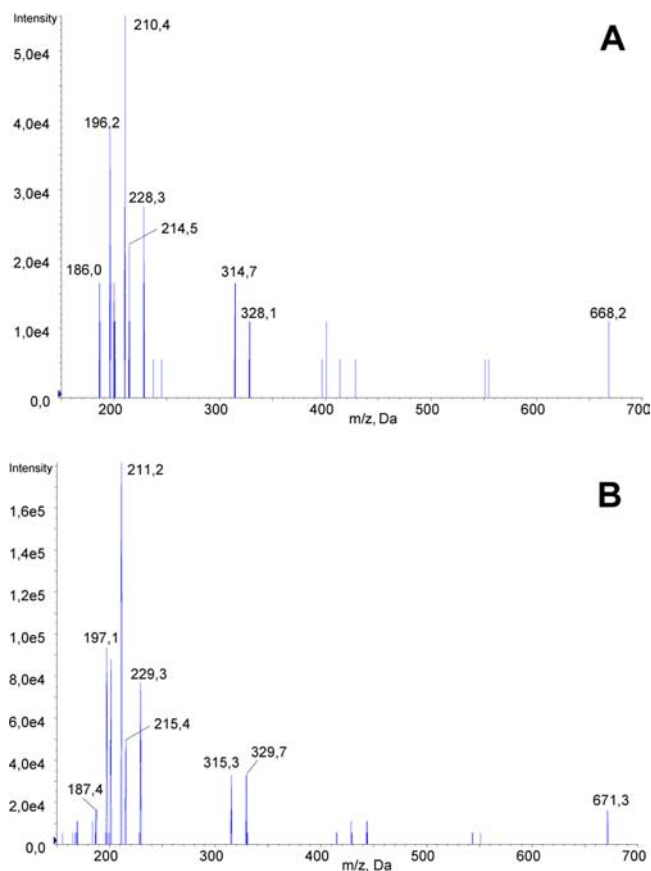 Intensity
A
5,0e4
4,0e4
3,0e4
2,0e4
1,0e4
0,0
210,4
196,2
228,3
214,5
186,0
314,7
328,1
668,2
200 300 400 500 600 700
m/z, Da
Intensity
B
1,6e5
1,4e5
1,2e5
1,0e5
8,0e4
6,0e4
4,0e4
2,0e4
0,0
211,2
197,1
229,3
215,4
187,4
315,3
329,7
671,3
200 300 400 500 600 700
m/z, Da